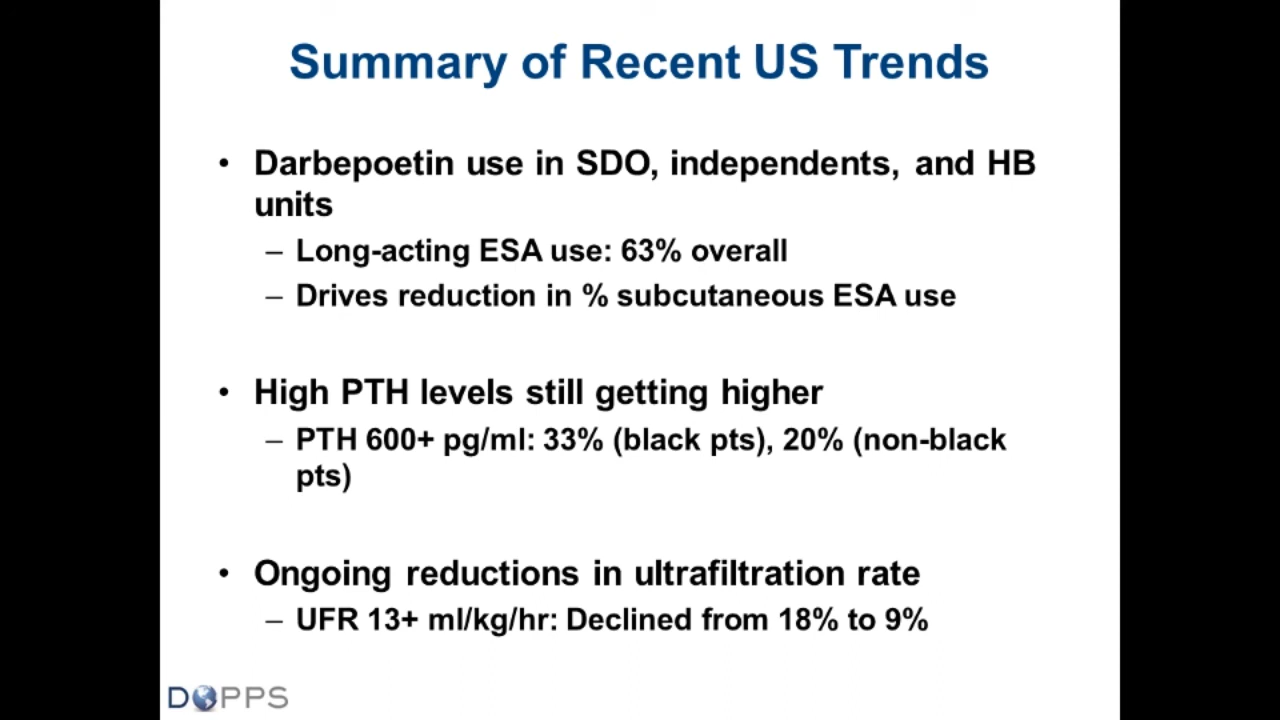 Summary of Recent US Trends
• Darbepoetin use in SDO, independents, and HB
units
– Long-acting ESA use: 63% overall
– Drives reduction in % subcutaneous ESA use
• High PTH levels still getting higher
– PTH 600+ pg/ml: 33% (black pts), 20% (non-black
pts)
• Ongoing reductions in ultrafiltration rate
– UFR 13+ ml/kg/hr: Declined from 18% to 9%
DOPPS